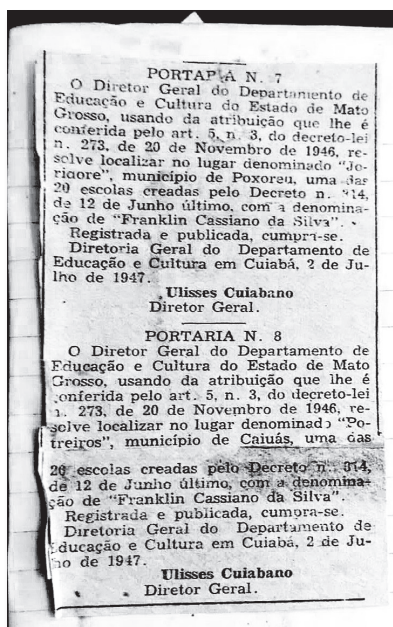 PORTARIA N. 7
O Diretor Geral do Departamento de
Educação e Cultura do Estado de Mato
Grosso, usando da atribuição que lhe é
conferida pelo art. 5, n. 3, do decreto-lei
n. 273, de 20 de Novembro de 1946, re-
solve localizar no lugar denominado
município de Poxoreu, uma das
20 escolas creadas pelo Decreto n. 314,
de 12 de Junho último, com a denomina-
ção de "Franklin Cassiano da Silva".
Registrada e publicada, cumpra-se.
Diretoria Geral do Departamento de
Educação e Cultura em Cuiabá, 2 de Ju-
lho de 1947.
Ulisses Cuiabano
Diretor Geral.
PORTARIA N. 8
O Diretor Geral do Departamento de
Educação e Cultura do Estado de Mato
Grosso, usando da atribuição que lhe é
conferida pelo art. 5, n. 3, do decreto-lei
n. 273, de 20 de Novembro de 1946, re-
solve localizar no lugar denominado "Po-
treiros", município de Caiuás, uma das
20 escolas creadas pelo Decreto n. 314,
de 12 de Junho último, com a denomina-
ção de "Franklin Cassiano da Silva".
Registrada e publicada, cumpra-se.
Diretoria Geral do Departamento de
Educação e Cultura em Cuiabá, 2 de Ju-
ho de 1947.
Ulisses Cuiabano
Diretor Geral.